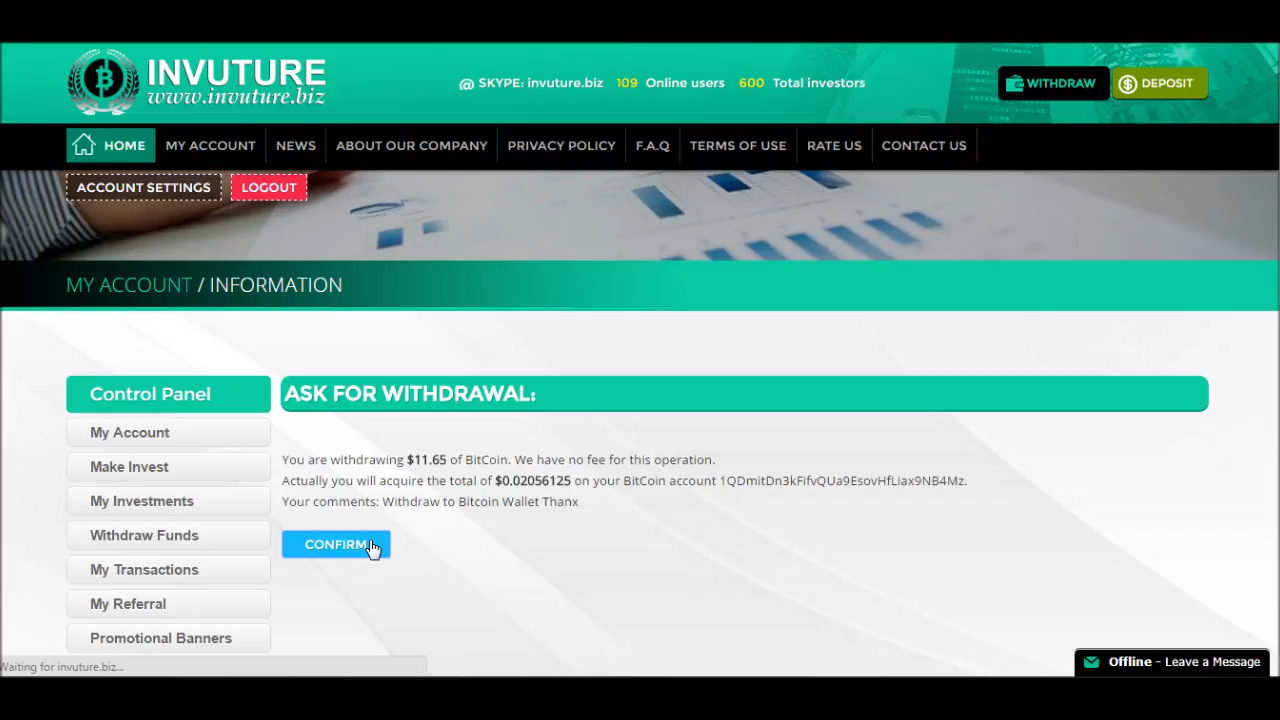 INVUTURE
www.invuture.biz
@ SKYPE: invuture.biz 109 Online users 600 Total investors
WITHDRAW
DEPOSIT
HOME MY ACCOUNT NEWS ABOUT OUR COMPANY PRIVACY POLICY F.A.Q TERMS OF USE RATE US CONTACT US
ACCOUNT SETTINGS LOGOUT
MY ACCOUNT / INFORMATION
Control Panel
My Account
Make Invest
My Investments
Withdraw Funds
My Transactions
My Referral
Promotional Banners
ASK FOR WITHDRAWAL:
You are withdrawing $11.65 of BitCoin. We have no fee for this operation.
Actually you will acquire the total of $0.02056125 on your BitCoin account 1QDmitDn3kFifvQUa9EsovHfLiax9NB4Mz.
Your comments: Withdraw to Bitcoin Wallet Thanx
CONFIRM
Waiting for invuture.biz...
Offline - Leave a Message